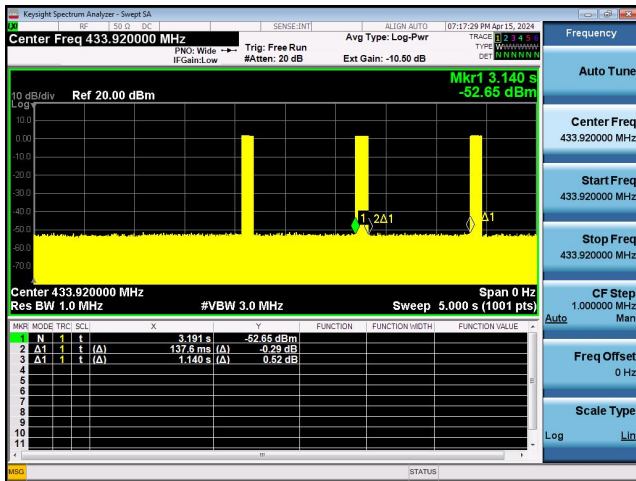 Keysight Spectrum Analyzer - Swept SA
RF 50 Ω DC SENSE:INT ALIGN AUTO 07:17:29 PM Apr 15, 2024
Center Freq 433.920000 MHz
PNO: Wide
IFGain:Low
Trig: Free Run
#Atten: 20 dB
Avg Type: Log-Pwr
Ext Gain: -10.50 dB
TRACE 1 2 3 4 5 6
TYPE WWWWWW
DET N N N N N N
Mkr1 3.140 s
-52.65 dBm
10 dB/div Ref 20.00 dBm
Log
10.0
0.00
-10.0
-20.0
-30.0
-40.0
-50.0
-60.0
-70.0
1 2Δ1 Δ1
Center 433.920000 MHz Span 0 Hz
Res BW 1.0 MHz #VBW 3.0 MHz Sweep 5.000 s (1001 pts)
MKR MODE TRC SCL X Y FUNCTION FUNCTION WIDTH FUNCTION VALUE
1 N 1 t 3.191 s -52.65 dBm
2 Δ1 1 t (Δ) 137.6 ms (Δ) -0.29 dB
3 Δ1 1 t (Δ) 1.140 s (Δ) 0.52 dB
4
5
6
7
8
9
10
11
MSG STATUS
Frequency
Auto Tune
Center Freq
433.920000 MHz
Start Freq
433.920000 MHz
Stop Freq
433.920000 MHz
CF Step
1.000000 MHz
Auto Man
Freq Offset
0 Hz
Scale Type
Log Lin